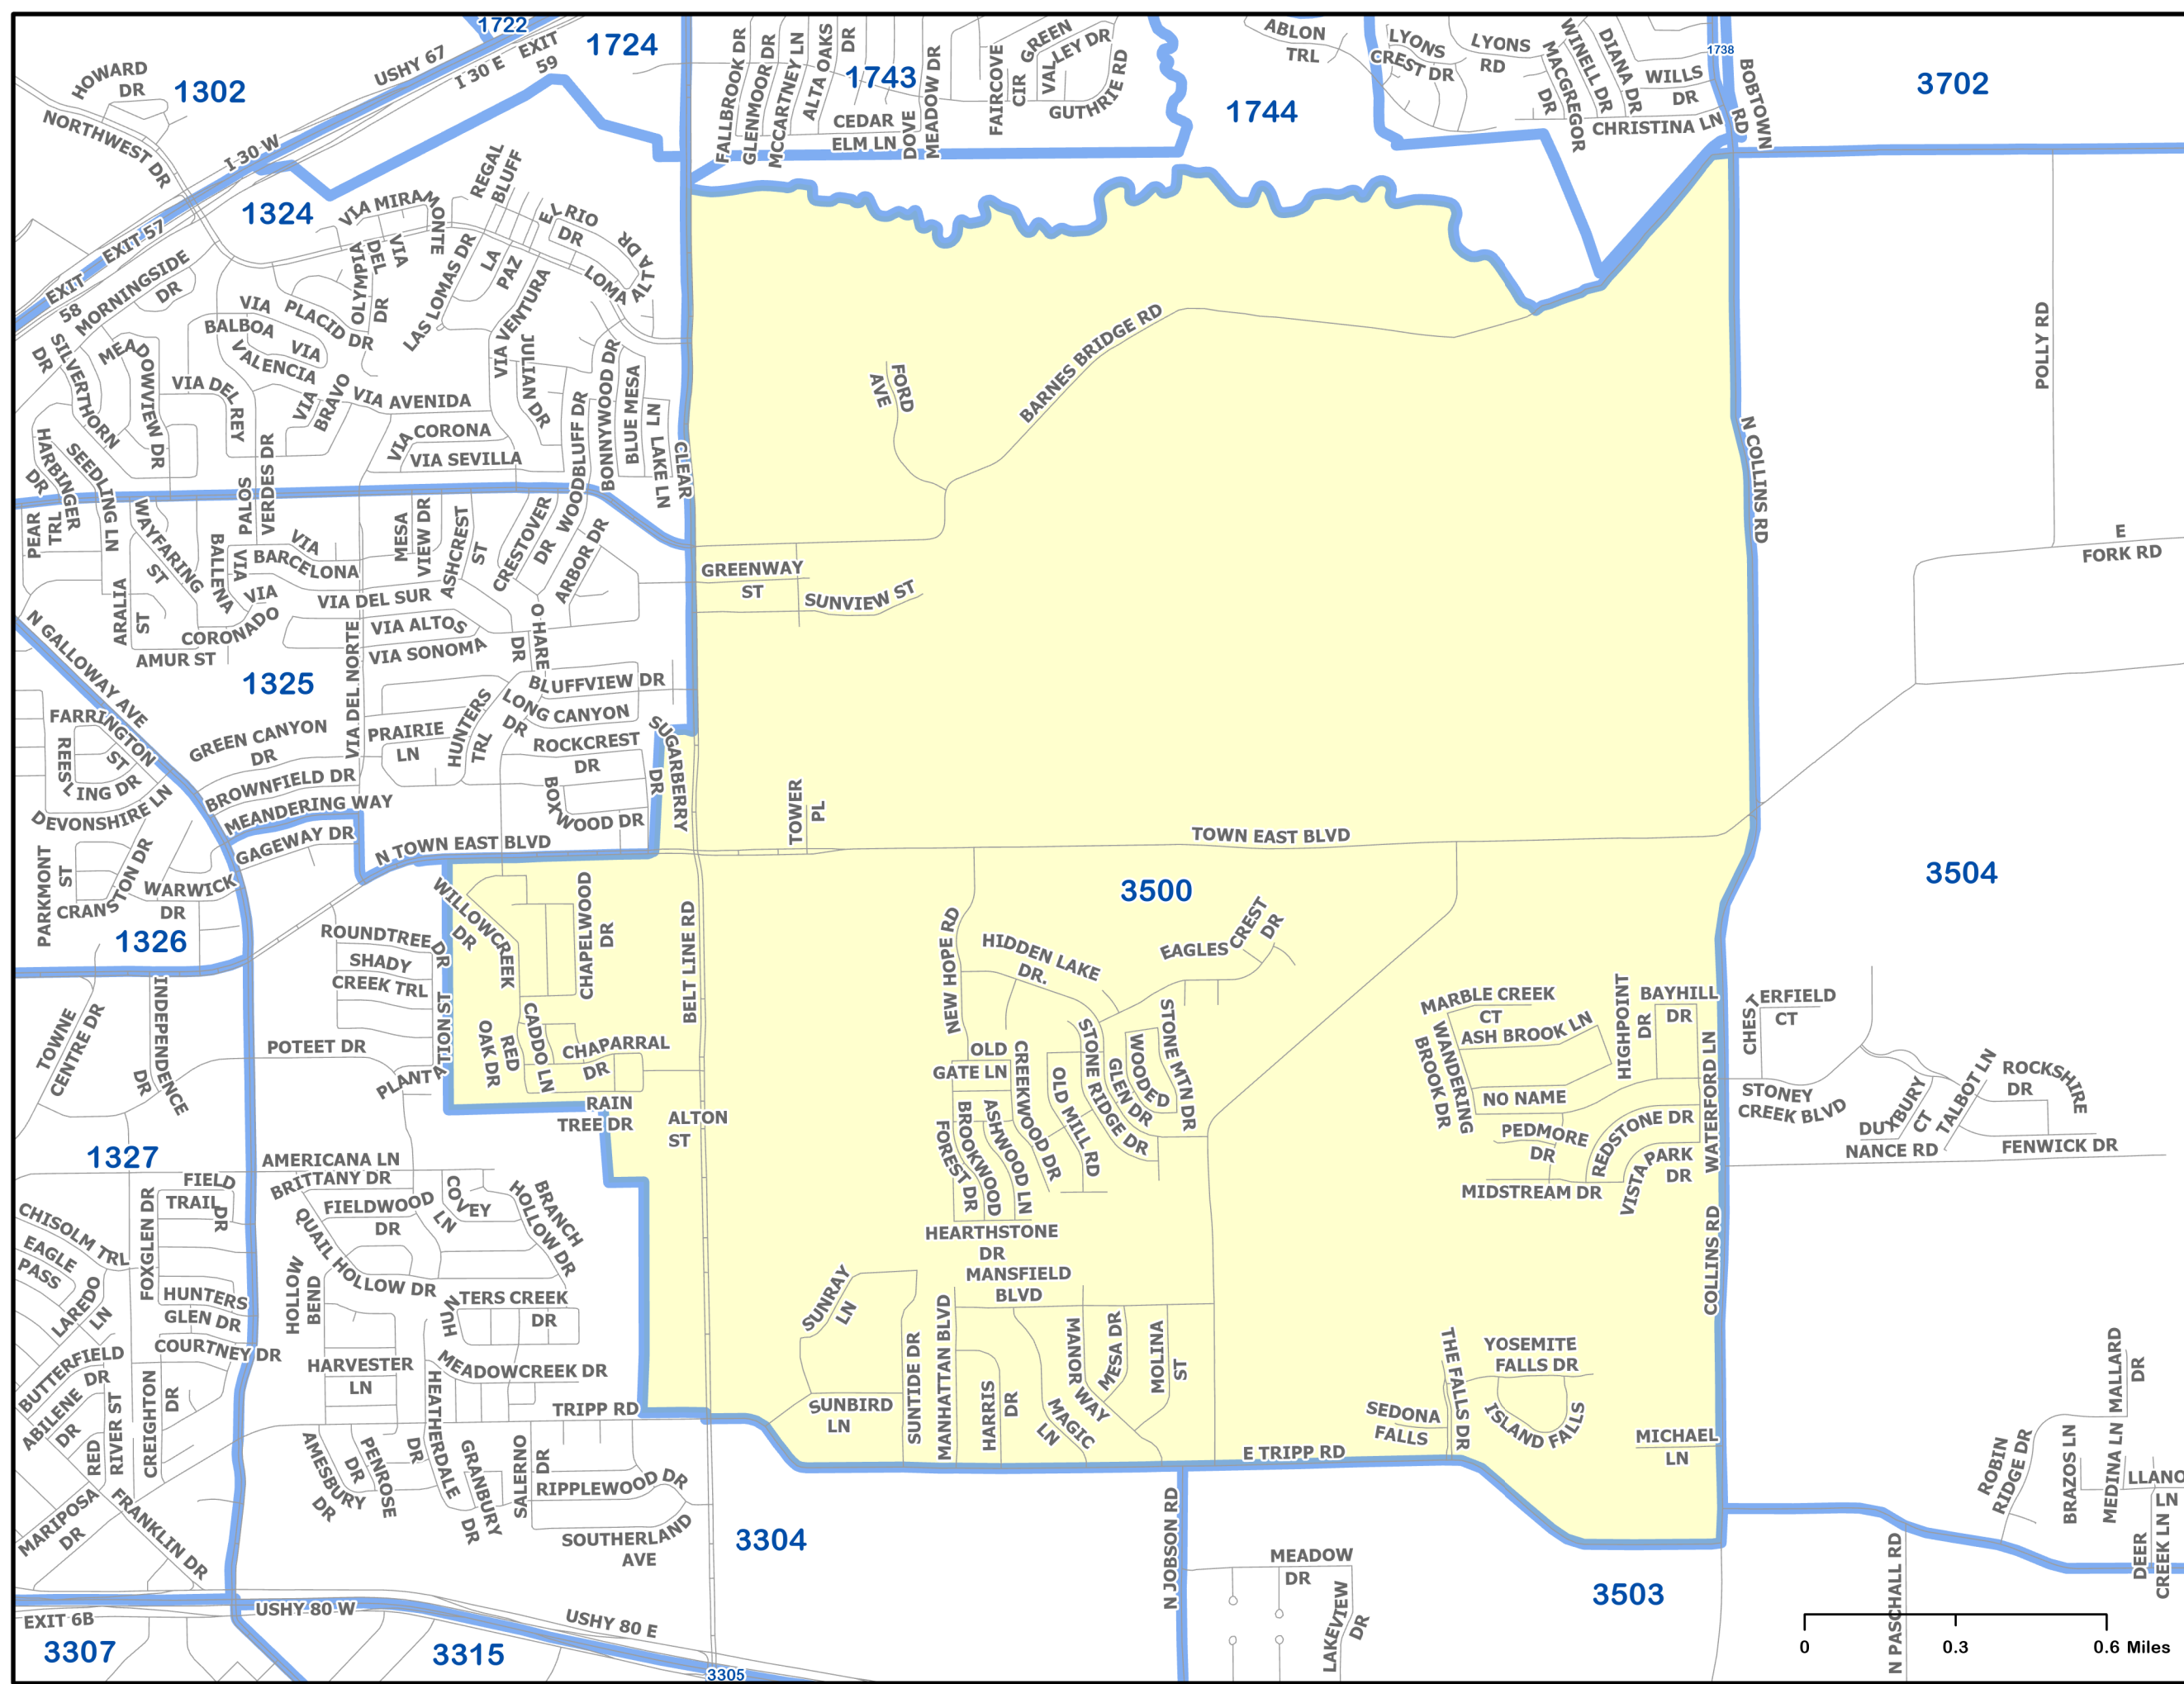 1722
1724
1302
1743
1744
1738
3702
1324
1325
1326
1327
3500
3504
3304
3503
3307
3315
3305
HOWARD
DR
NORTHWEST DR
USHY 67
I 30 E EXIT
59
I 30 W
EXIT 57
EXIT
58
MORNINGSIDE
DR
FALLBROOK DR
GLENMOOR DR
MCCARTNEY LN
ALTA OAKS
DR
CEDAR
ELM LN
DOVE
MEADOW DR
FAIRCOVE
CIR
GREEN
VAL
LEY DR
GUTHRIE RD
ABLON
TRL
LYONS
CREST DR
LYONS
RD
MACGREGOR
DR
WINELL DR
DIANA DR
WILLS
DR
CHRISTINA LN
BOBTOWN
RD
REGAL
BLUFF
VIA MIRA
MONTE
VIA
DEL
OLYMPIA
DR
EL RIO
DR
LOMA
ALTA DR
LAS LOMAS DR
LA
PAZ
VIA VENTURA
VIA
PLACID DR
BALBOA
VIA
VALENCIA
MEA
DOWVIEW DR
SILVERTHORN
DR
VIA DEL
REY
VIA
BRAVO
VIA AVENIDA
CORONA
VIA
VIA SEVILLA
JULIAN DR
BONNYWOOD DR
BLUE MESA
LN
LAKE LN
WOODBLUFF DR
CLEAR
HARBINGER
DR
SEEDLING LN
PALOS
VERDES DR
PEAR
TRL
WAYFARING
ST
BALLENA
VIA
VIA
BARCELONA
MESA
VIEW DR
ASHCREST
ST
CRESTOVER
DR
ARBOR DR
ARALIA
ST
VIA
CORONADO
AMUR ST
VIA DEL SUR
VIA ALTOS
VIA SONOMA
O HARE
DR
N GALLOWAY AVE
VIA DEL NORTE
BLUFFVIEW DR
LONG CANYON
DR
HUNTERS
TRL
PRAIRIE
LN
FARRINGTON
ST
GREEN CANYON
DR
REES
LING DR
ROCKCREST
DR
SUGARBERRY
DR
BOX
WOOD DR
BROWNFIELD DR
MEANDERING WAY
GAGEWAY DR
DEVONSHIRE LN
N TOWN EAST BLVD
PARKMONT
ST
CRANS
TON DR
WARWICK
DR
FORD
AVE
BARNES BRIDGE RD
GREENWAY
ST
SUNVIEW ST
TOWER
PL
TOWN EAST BLVD
N COLLINS RD
POLLY RD
E
FORK RD
WILLOWCREEK
DR
CHAPELWOOD
DR
BELT LINE RD
ROUNDTREE
DR
SHADY
CREEK TRL
POTEET DR
PLANTATION ST
TOWNE
CENTRE DR
INDEPENDENCE
DR
OAK DR
RED
CADDO LN
CHAPARRAL
DR
RAIN
TREE DR
ALTON
ST
NEW HOPE RD
HIDDEN LAKE
DR.
EAGLES
CREST
DR
OLD
GATE LN
CREEKWOOD DR
STONE RIDGE DR
WOODED
GLEN DR
STONE MTN DR
OLD MILL RD
BROOKWOOD
FOREST DR
ASHWOOD LN
HEARTHSTONE
DR
MANSFIELD
BLVD
MARBLE CREEK
CT
ASH BROOK LN
WANDERING
BROOK DR
HIGHPOINT
DR
BAYHILL
DR
NO NAME
PEDMORE
DR
REDSTONE DR
WATERFORD LN
MIDSTREAM DR
VISTA
PARK
DR
COLLINS RD
CHESTERFIELD
CT
STONEY
CREEK BLVD
DUXBURY
CT
TALBOT LN
ROCKSHIRE
DR
NANCE RD
FENWICK DR
AMERICANA LN
BRITTANY DR
FIELD
TRAIL
DR
FIELDWOOD
DR
COVEY
LN
BRANCH
HOLLOW DR
CHISOLM TRL
EAGLE
PASS
FOXGLEN DR
QUAIL HOLLOW DR
HUNTERS
GLEN DR
HOLLOW
BEND
LAREDO
LN
COURTNEY DR
HUN
TERS CREEK
DR
BUTTERFIELD
DR
HARVESTER
LN
MEADOWCREEK DR
ABILENE
DR
RED
RIVER ST
CREIGHTON
DR
HEATHERDALE
DR
TRIPP RD
AMESBURY
DR
PENROSE
DR
GRANBURY
DR
SALERNO
DR
RIPPLEWOOD DR
MARIPOSA
DR
FRANKLIN DR
SOUTHERLAND
AVE
EXIT 6B
USHY 80 W
USHY 80 E
SUNRAY
LN
SUNBIRD
LN
SUNTIDE DR
MANHATTAN BLVD
HARRIS
DR
MAGIC
LN
MANOR
WAY
MESA DR
MOLINA
ST
E TRIPP RD
THE FALLS DR
YOSEMITE
FALLS DR
SEDONA
FALLS
ISLAND FALLS
MICHAEL
LN
N JOBSON RD
MEADOW
DR
LAKEVIEW
DR
N PASCHALL RD
ROBIN
RIDGE DR
BRAZOS LN
MEDINA LN
MALLARD
DR
LLANO
LN
DEER
CREEK LN
0 0.3 0.6 Miles